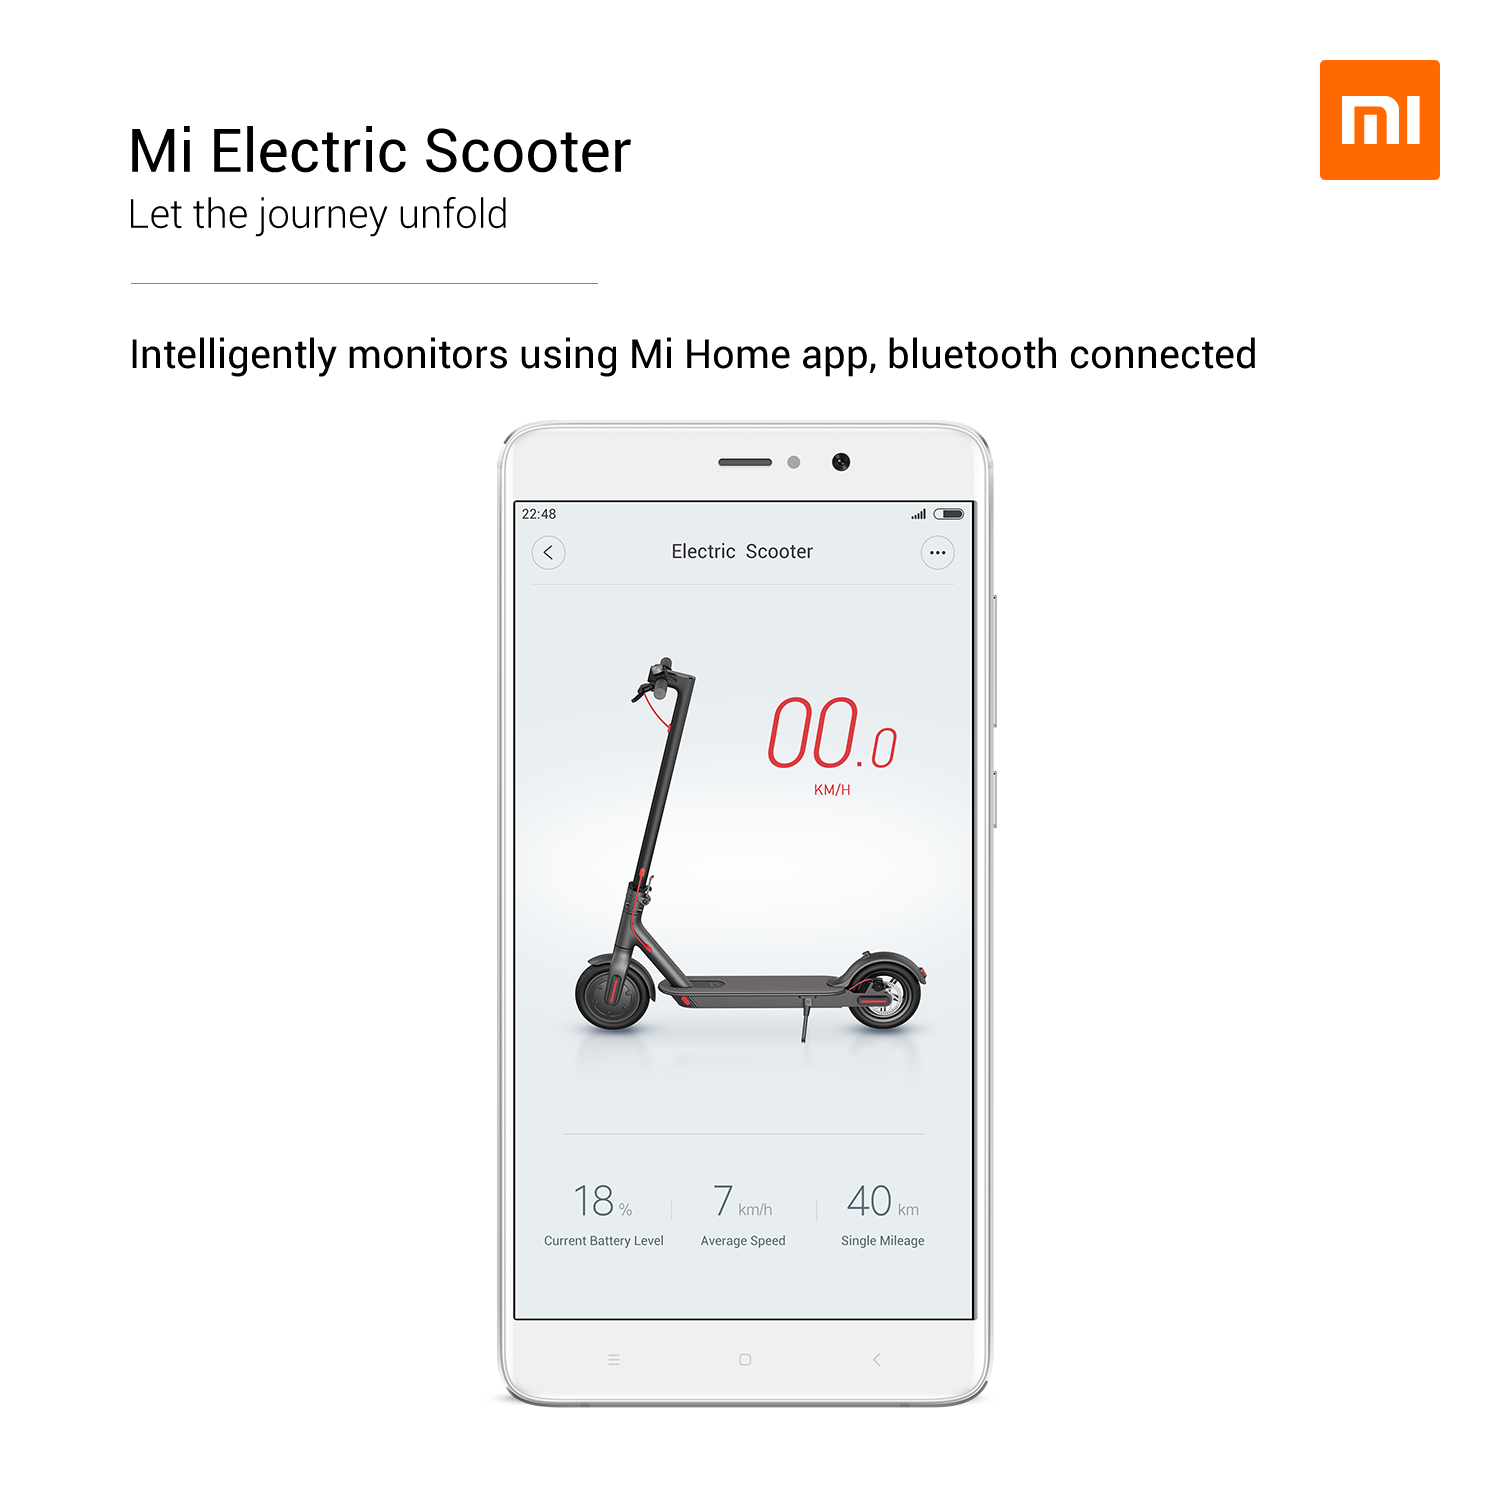 mi
Mi Electric Scooter
Let the journey unfold
Intelligently monitors using Mi Home app, bluetooth connected
22:48
Electric Scooter
00.0
KM/H
18 % 7 km/h 40 km
Current Battery Level Average Speed Single Mileage